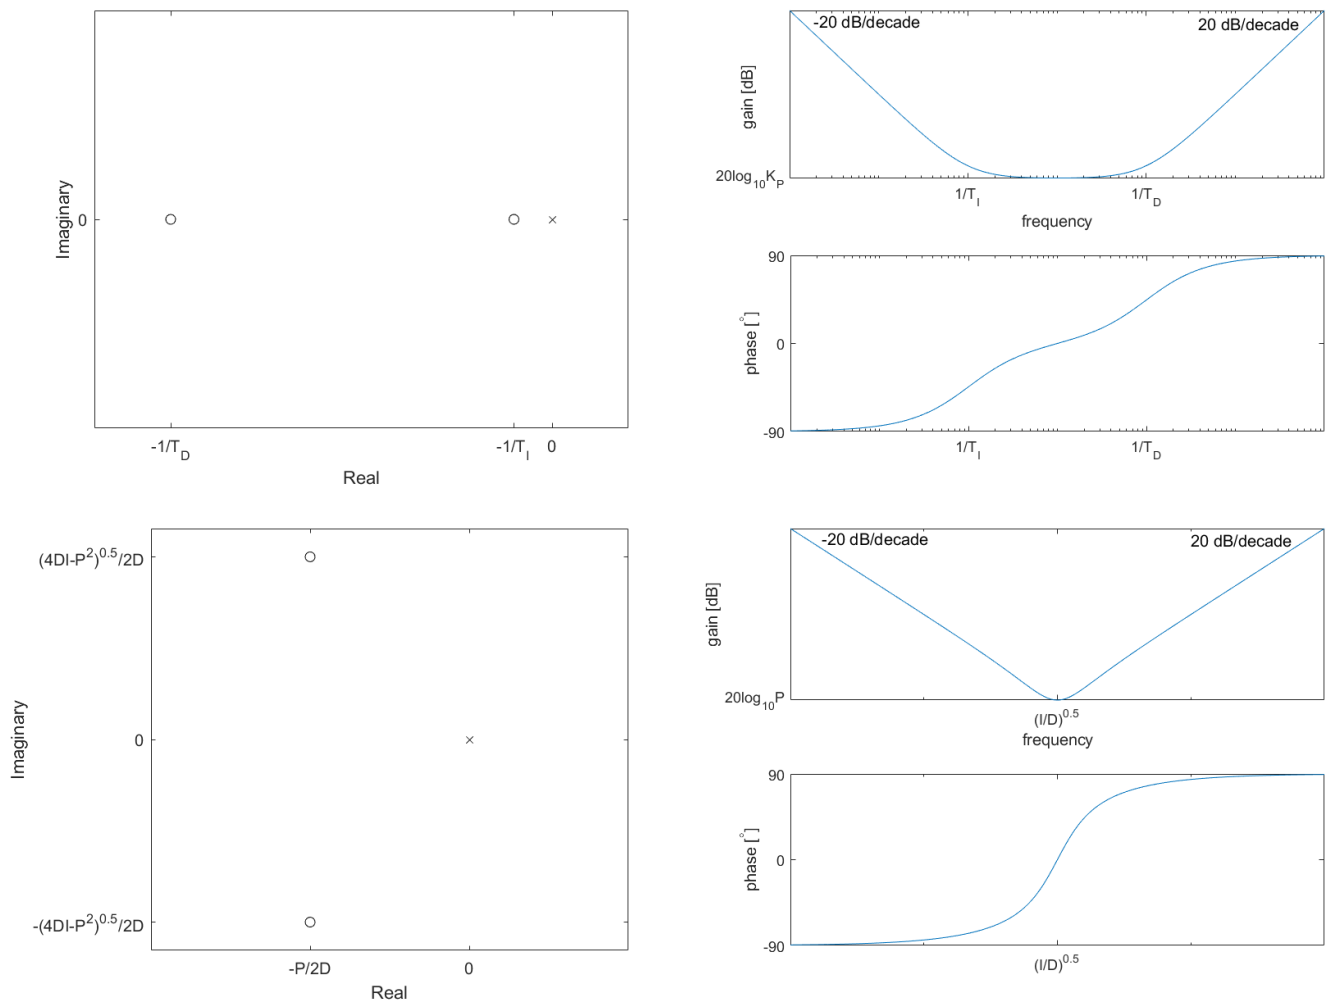 Imaginary
0
-1/T_D
-1/T_I
0
Real
-20 dB/decade
20 dB/decade
gain [dB]
20log_10K_P
1/T_I
1/T_D
frequency
90
0
-90
phase [°]
1/T_I
1/T_D
(4DI-P^2)^0.5/2D
Imaginary
0
-(4DI-P^2)^0.5/2D
-P/2D
0
Real
-20 dB/decade
20 dB/decade
gain [dB]
20log_10P
(I/D)^0.5
frequency
90
0
-90
phase [°]
(I/D)^0.5